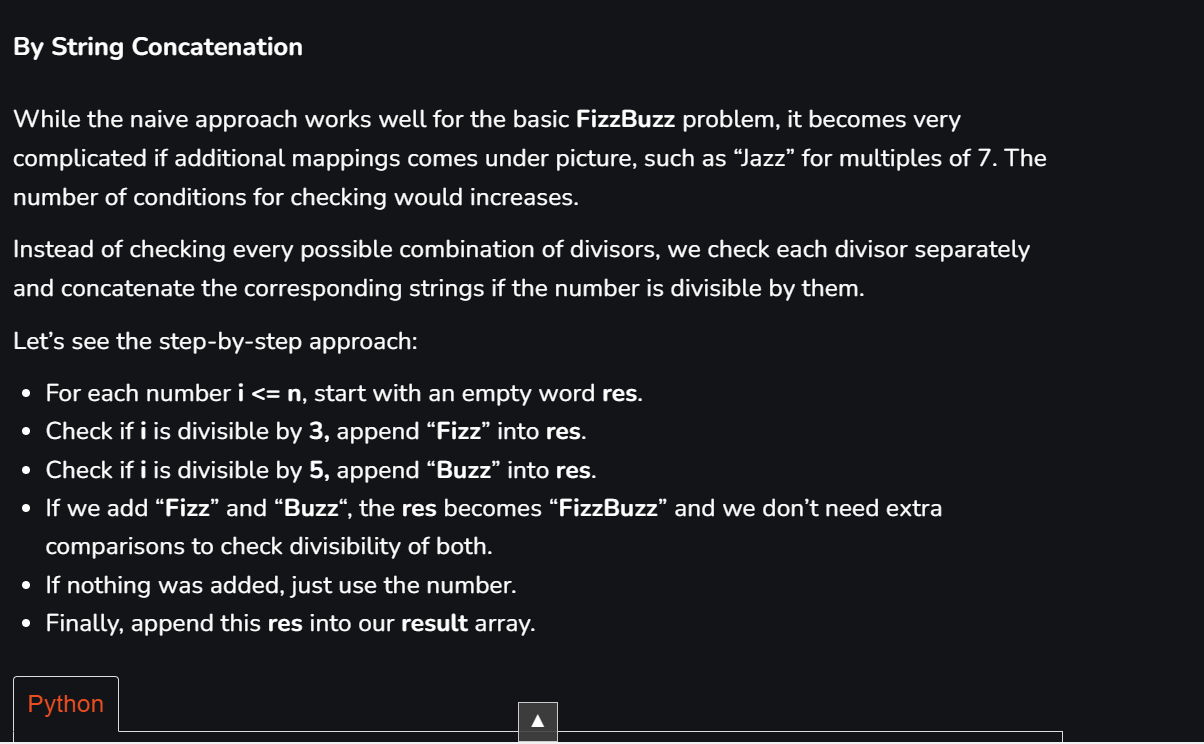 By String Concatenation
While the naive approach works well for the basic FizzBuzz problem, it becomes very
complicated if additional mappings comes under picture, such as “Jazz” for multiples of 7. The
number of conditions for checking would increases.
Instead of checking every possible combination of divisors, we check each divisor separately
and concatenate the corresponding strings if the number is divisible by them.
Let’s see the step-by-step approach:
• For each number i <= n, start with an empty word res.
• Check if i is divisible by 3, append “Fizz” into res.
• Check if i is divisible by 5, append “Buzz” into res.
• If we add “Fizz” and “Buzz“, the res becomes “FizzBuzz” and we don’t need extra
comparisons to check divisibility of both.
• If nothing was added, just use the number.
• Finally, append this res into our result array.
Python